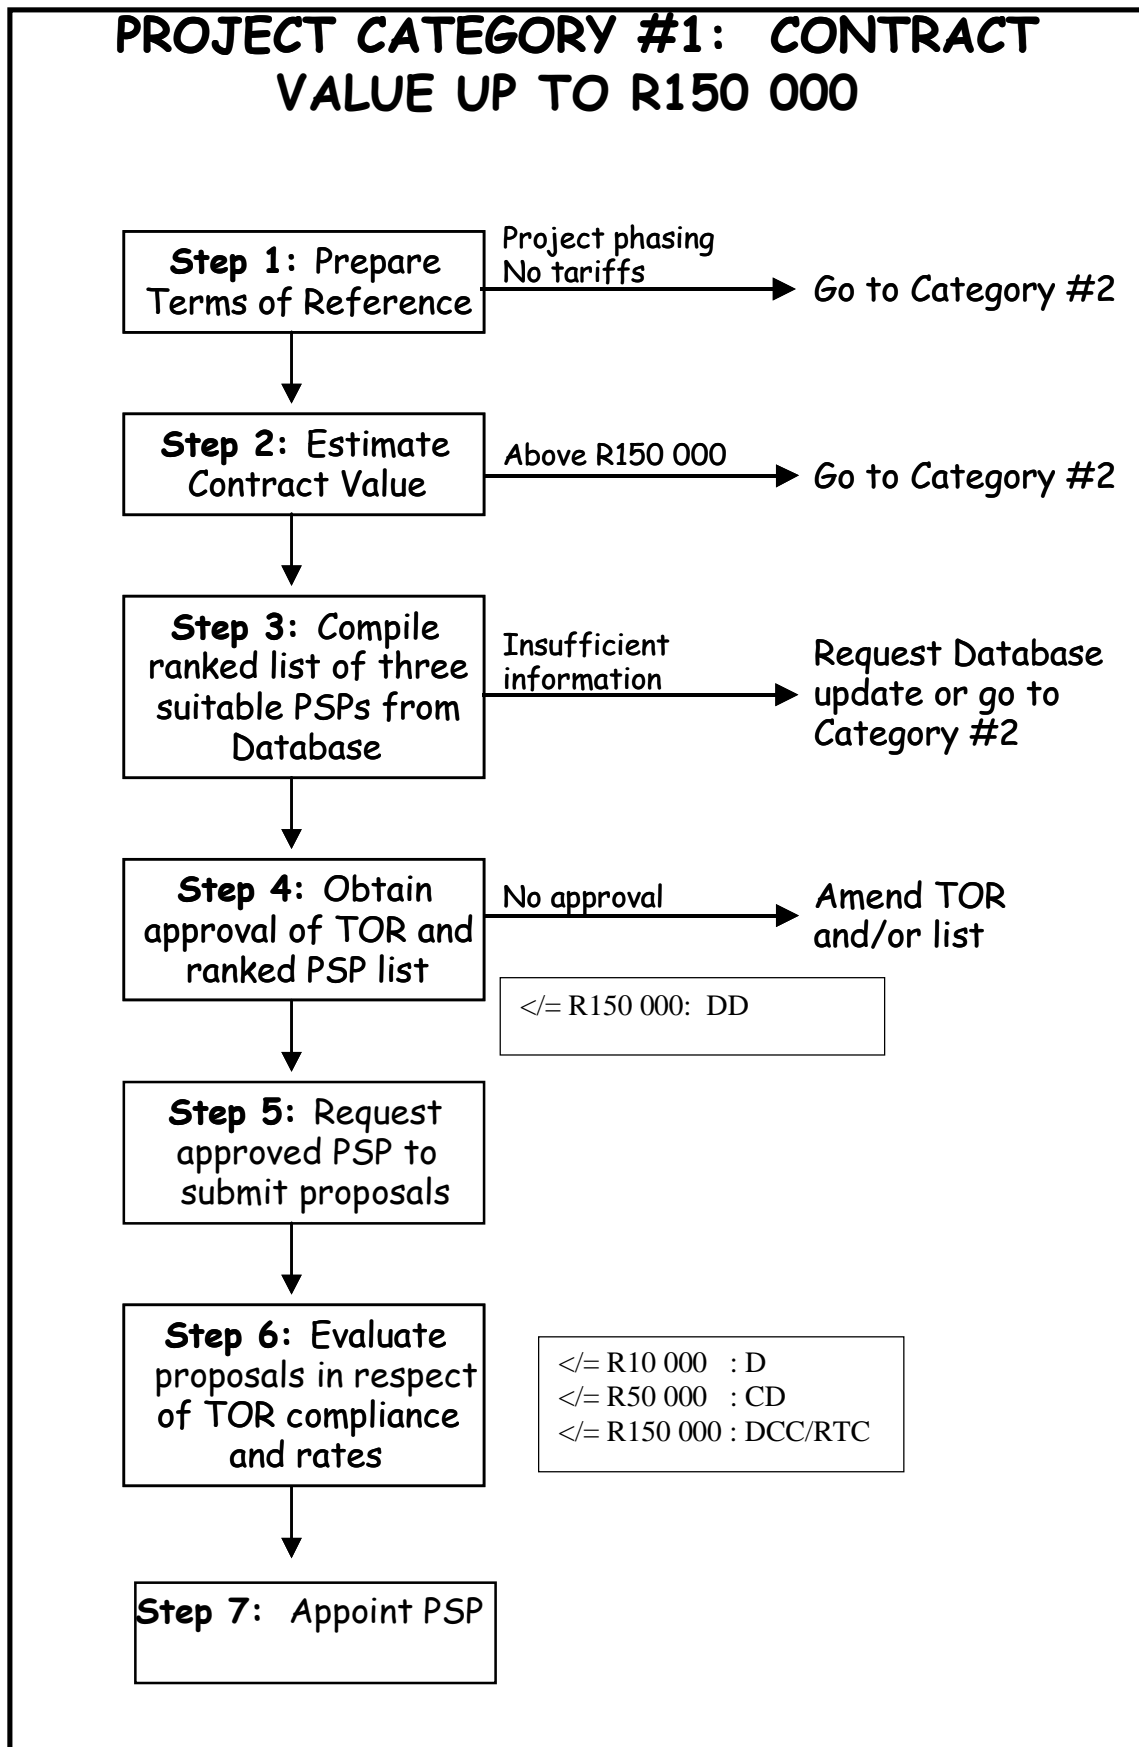 PROJECT CATEGORY #1:  CONTRACT
VALUE UP TO R150 000
Step 1: Prepare
Terms of Reference
Project phasing
No tariffs
Go to Category #2
Step 2: Estimate
Contract Value
Above R150 000
Go to Category #2
Step 3: Compile
ranked list of three
suitable PSPs from
Database
Insufficient
information
Request Database
update or go to
Category #2
Step 4: Obtain
approval of TOR and
ranked PSP list
No approval
Amend TOR
and/or list
</= R150 000:  DD
Step 5: Request
approved PSP to
submit proposals
Step 6: Evaluate
proposals in respect
of TOR compliance
and rates
</= R10 000   : D
</= R50 000   : CD
</= R150 000 : DCC/RTC
Step 7:  Appoint PSP